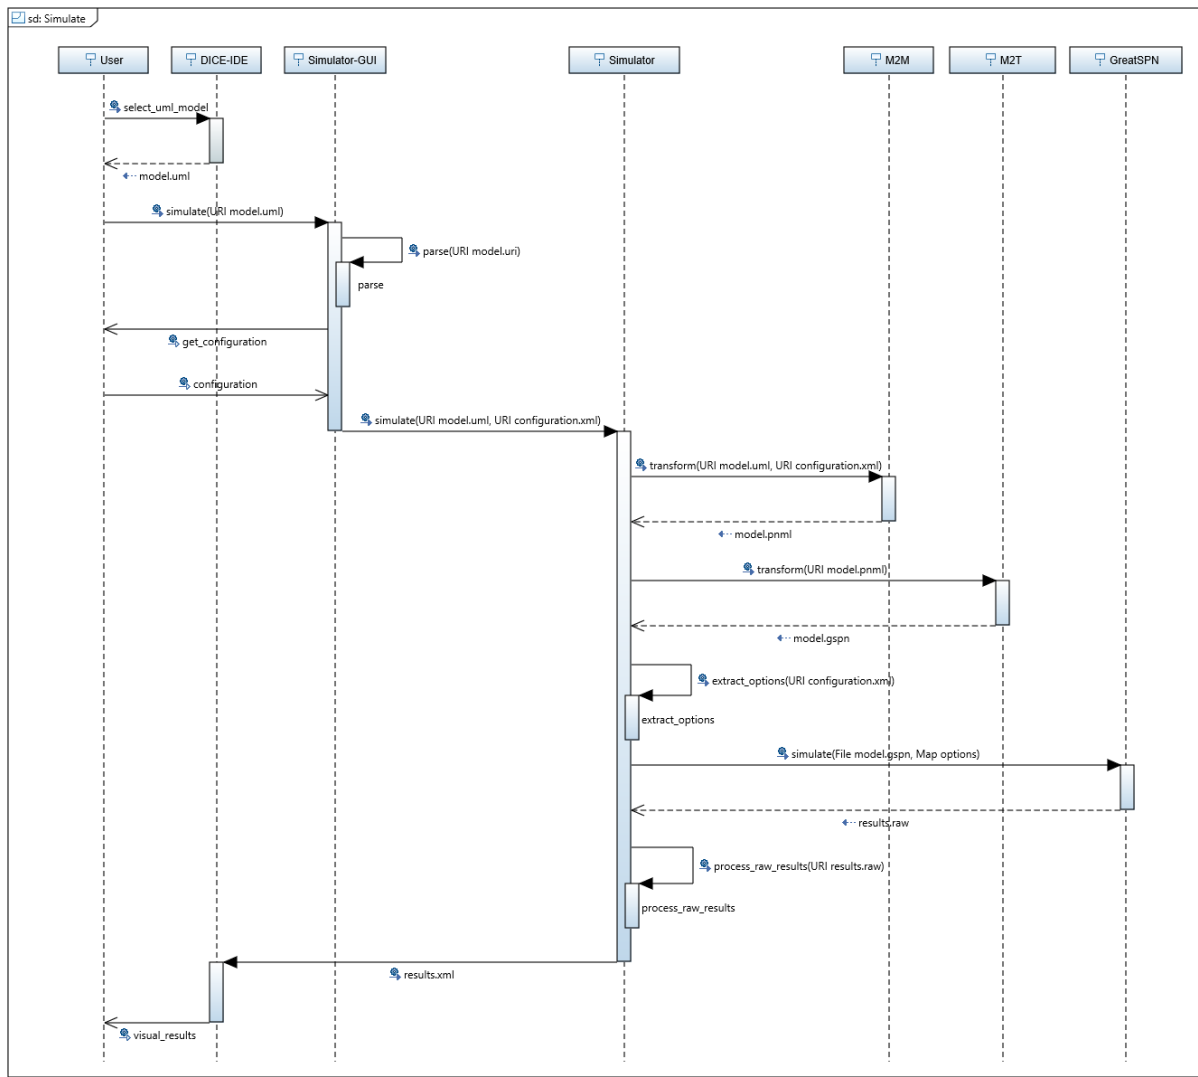 sd: Simulate
User
DICE-IDE
Simulator-GUI
Simulator
M2M
M2T
GreatSPN
select_uml_model
model.uml
simulate(URI model.uml)
parse(URI model.uri)
parse
get_configuration
configuration
simulate(URI model.uml, URI configuration.xml)
transform(URI model.uml, URI configuration.xml)
model.pnml
transform(URI model.pnml)
model.gspn
extract_options(URI configuration.xml)
extract_options
simulate(File model.gspn, Map options)
results.raw
process_raw_results(URI results.raw)
process_raw_results
results.xml
visual_results